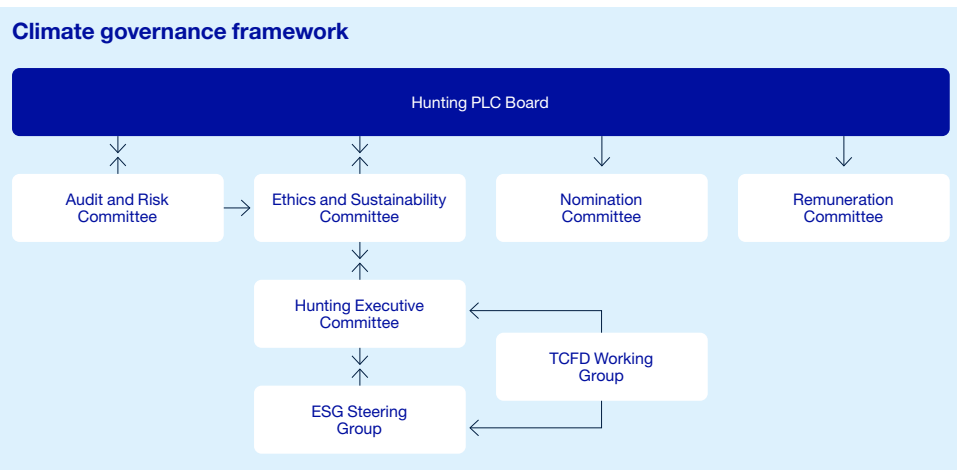 Climate governance framework
Hunting PLC Board
Audit and Risk
Committee
Ethics and Sustainability
Committee
Nomination
Committee
Remuneration
Committee
Hunting Executive
Committee
TCFD Working
Group
ESG Steering
Group